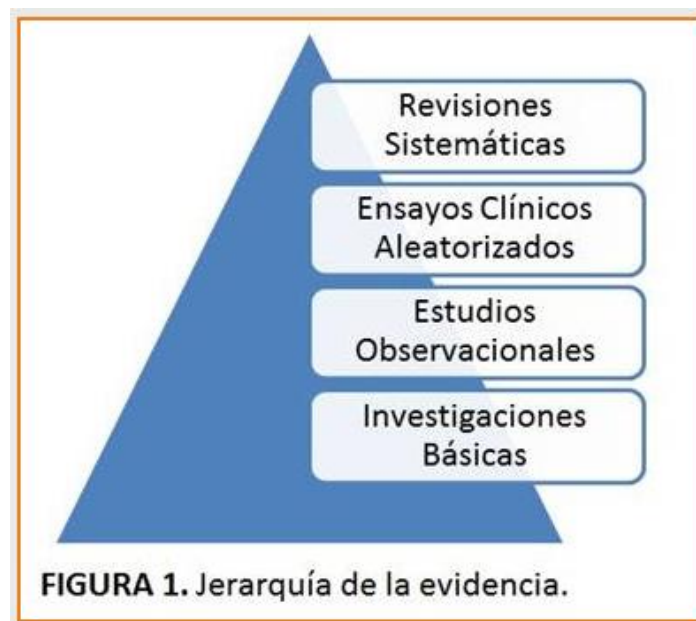 Revisiones
Sistemáticas
Ensayos Clínicos
Aleatorizados
Estudios
Observacionales
Investigaciones
Básicas
FIGURA 1. Jerarquía de la evidencia.